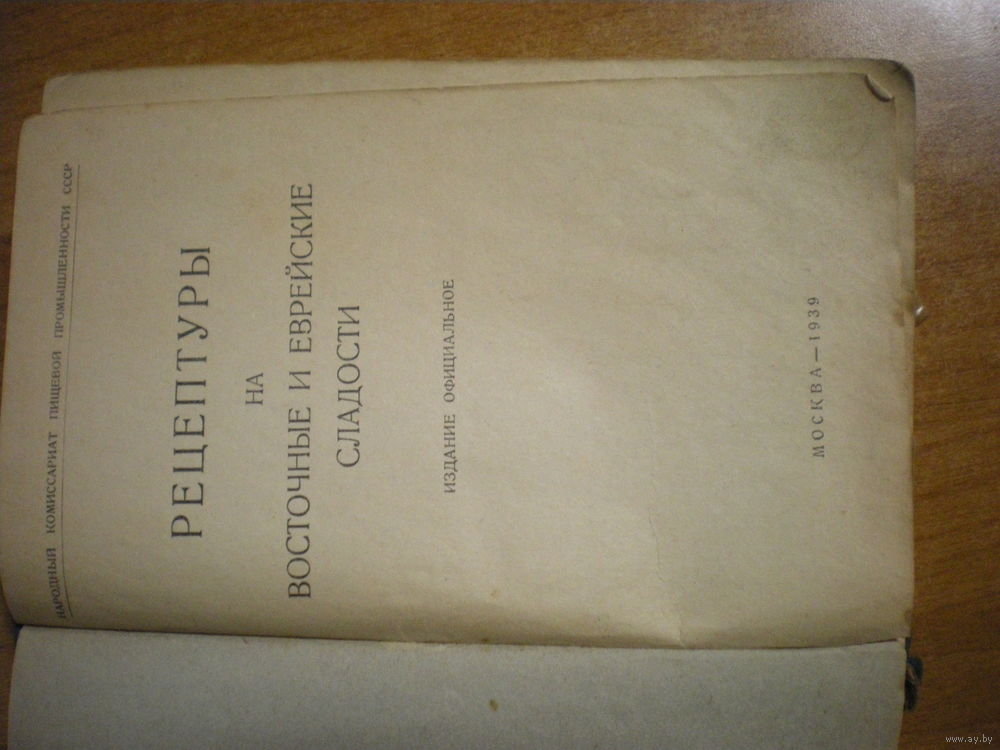 НАРОДНЫЙ КОМИССАРИАТ ПИЩЕВОЙ ПРОМЫШЛЕННОСТИ СССР
РЕЦЕПТУРЫ
НА
ВОСТОЧНЫЕ И ЕВРЕЙСКИЕ
СЛАДОСТИ
ИЗДАНИЕ ОФИЦИАЛЬНОЕ
МОСКВА — 1939
www.ay.by